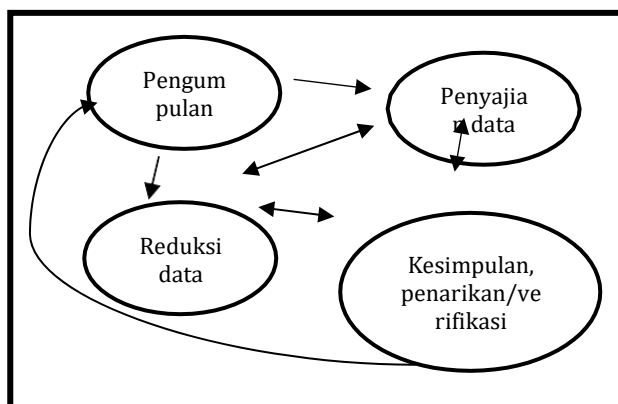 Pengum
pulan
Penyajia
n data
Reduksi
data
Kesimpulan,
penarikan/ve
rifikasi